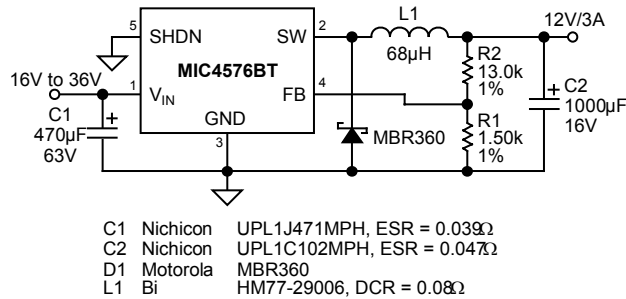 5 SHDN SW 2 L1 12V/3A
68µH
R2
13.0k
1%
16V to 36V
MIC4576BT
1 VIN FB 4
C2
1000µF
16V
C1
470µF
63V
GND
3
MBR360
R1
1.50k
1%
C1 Nichicon UPL1J471MPH, ESR = 0.039Ω
C2 Nichicon UPL1C102MPH, ESR = 0.047Ω
D1 Motorola MBR360
L1 Bi HM77-29006, DCR = 0.08Ω